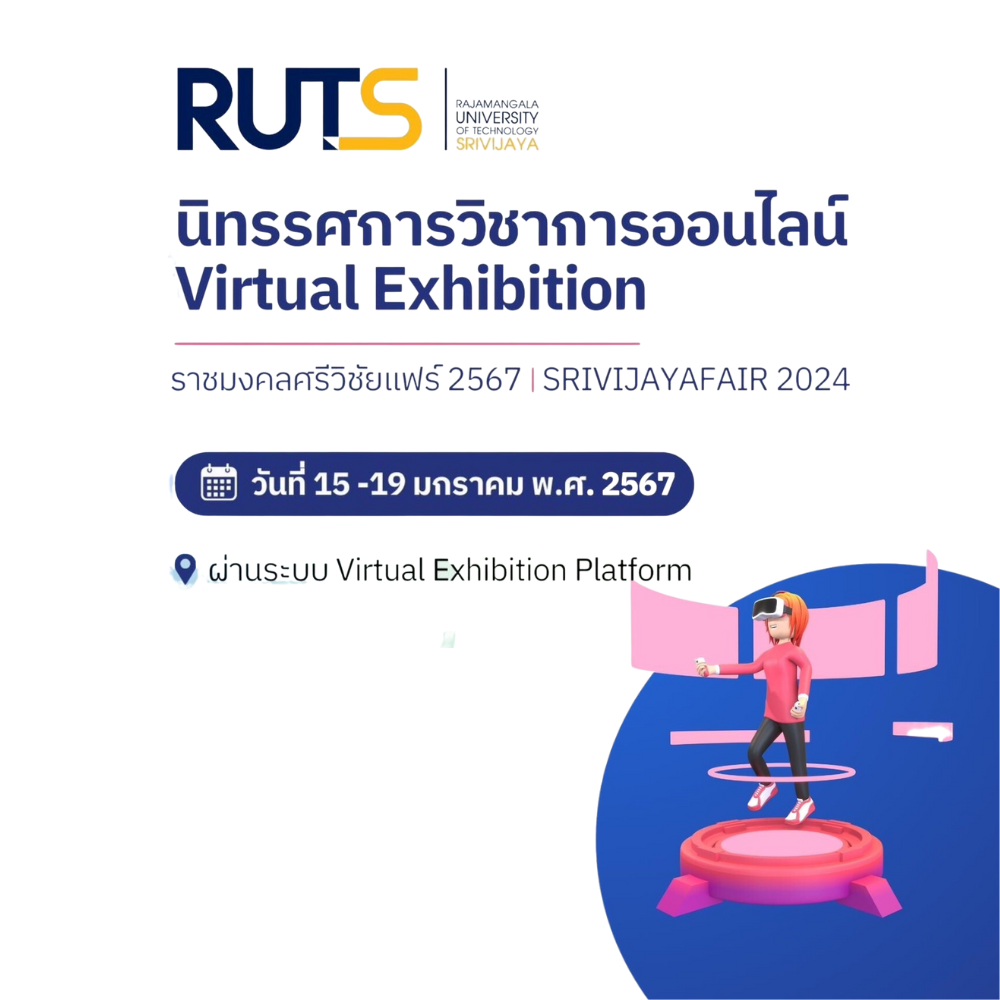 RUTS
RAJAMANGALA
UNIVERSITY
OF TECHNOLOGY
SRIVIJAYA
นิทรรศการวิชาการออนไลน์
Virtual Exhibition
ราชมงคลศรีวิชัยแฟร์ 2567 | SRIVIJAYAFAIR 2024
วันที่ 15 -19 มกราคม พ.ศ. 2567
ผ่านระบบ Virtual Exhibition Platform